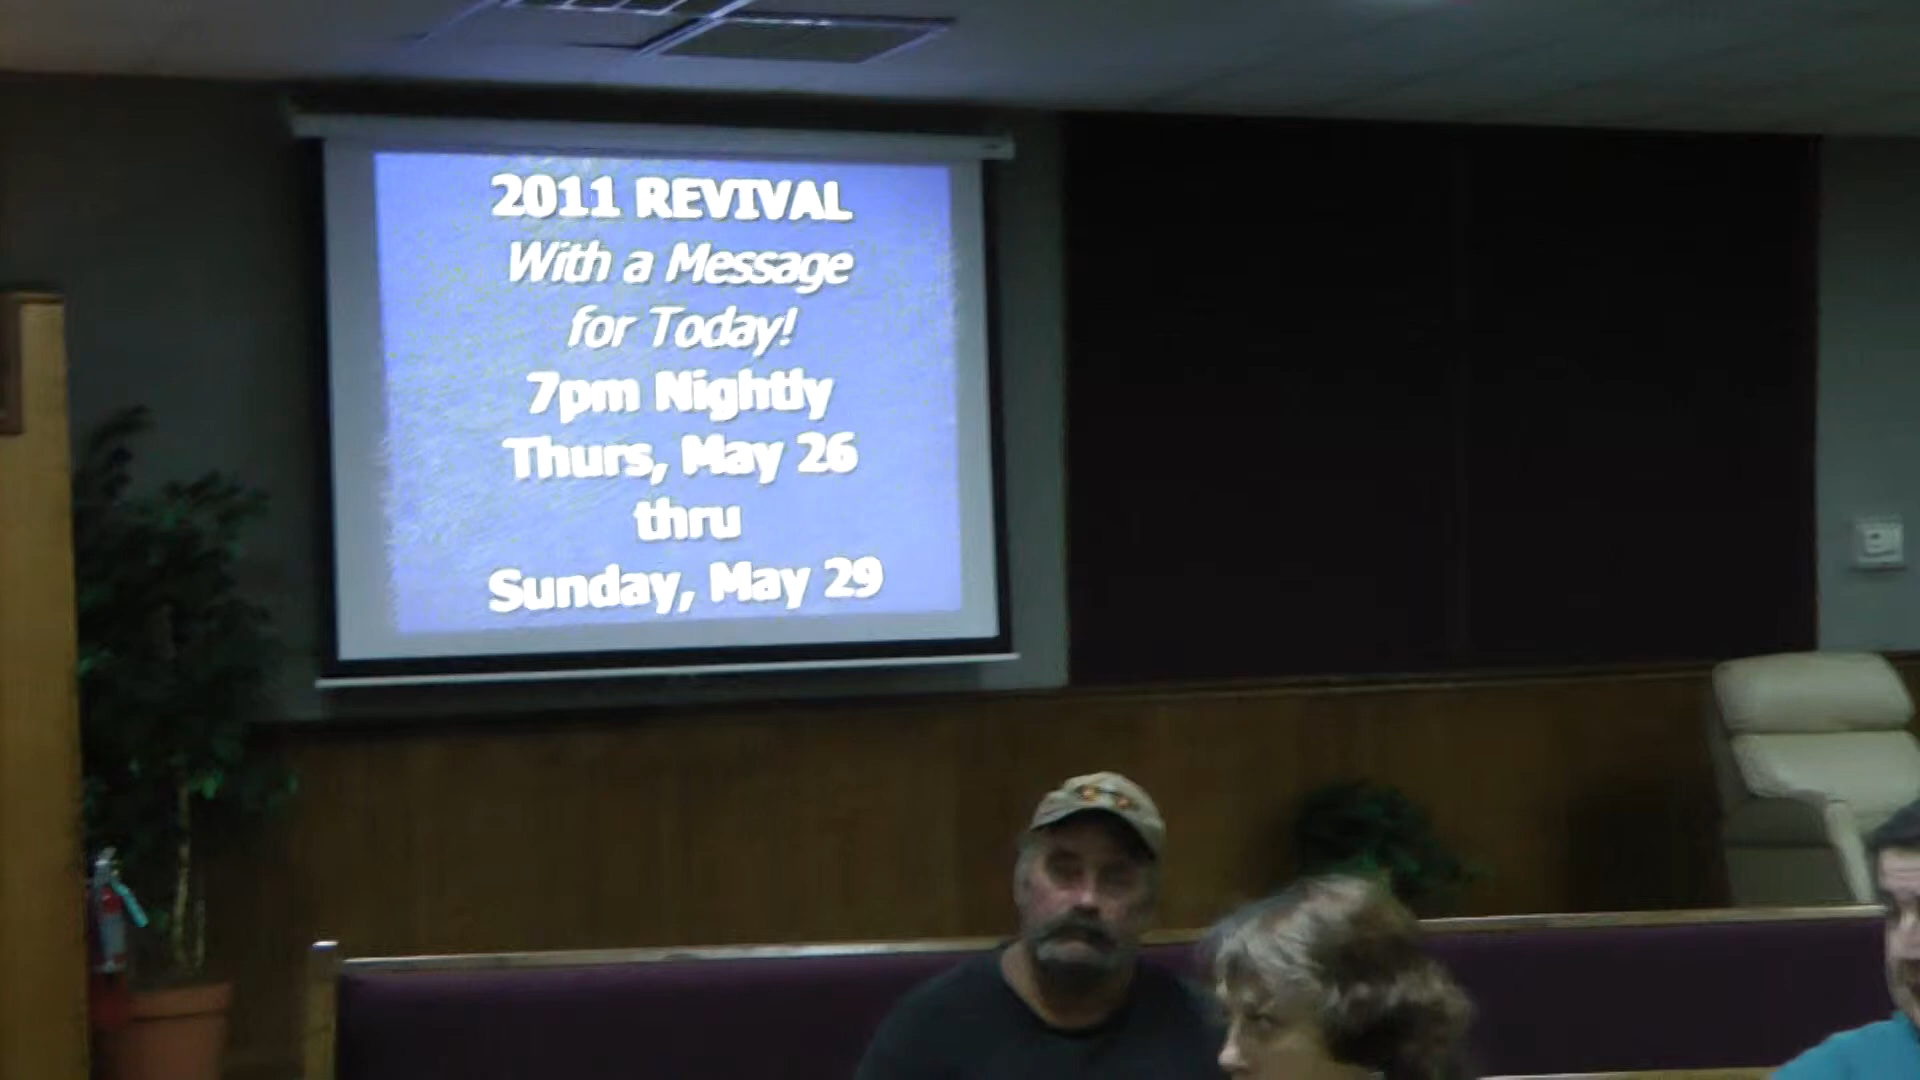 2011 REVIVAL
With a Message
for Today!
7pm Nightly
Thurs, May 26
thru
Sunday, May 29